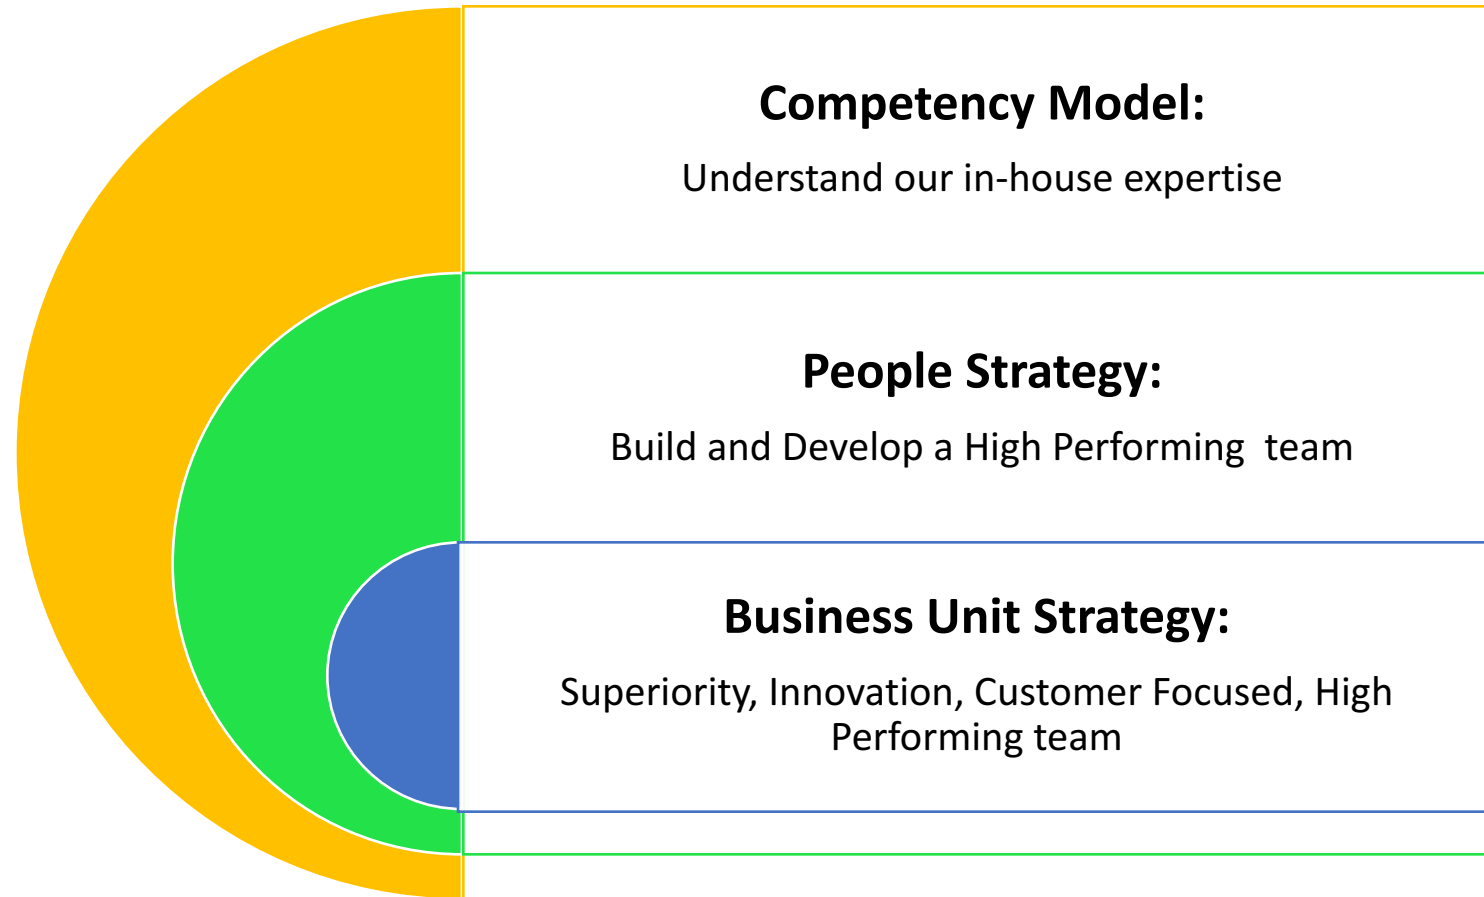 Competency Model:
Understand our in-house expertise
People Strategy:
Build and Develop a High Performing  team
Business Unit Strategy:
Superiority, Innovation, Customer Focused, High
Performing team